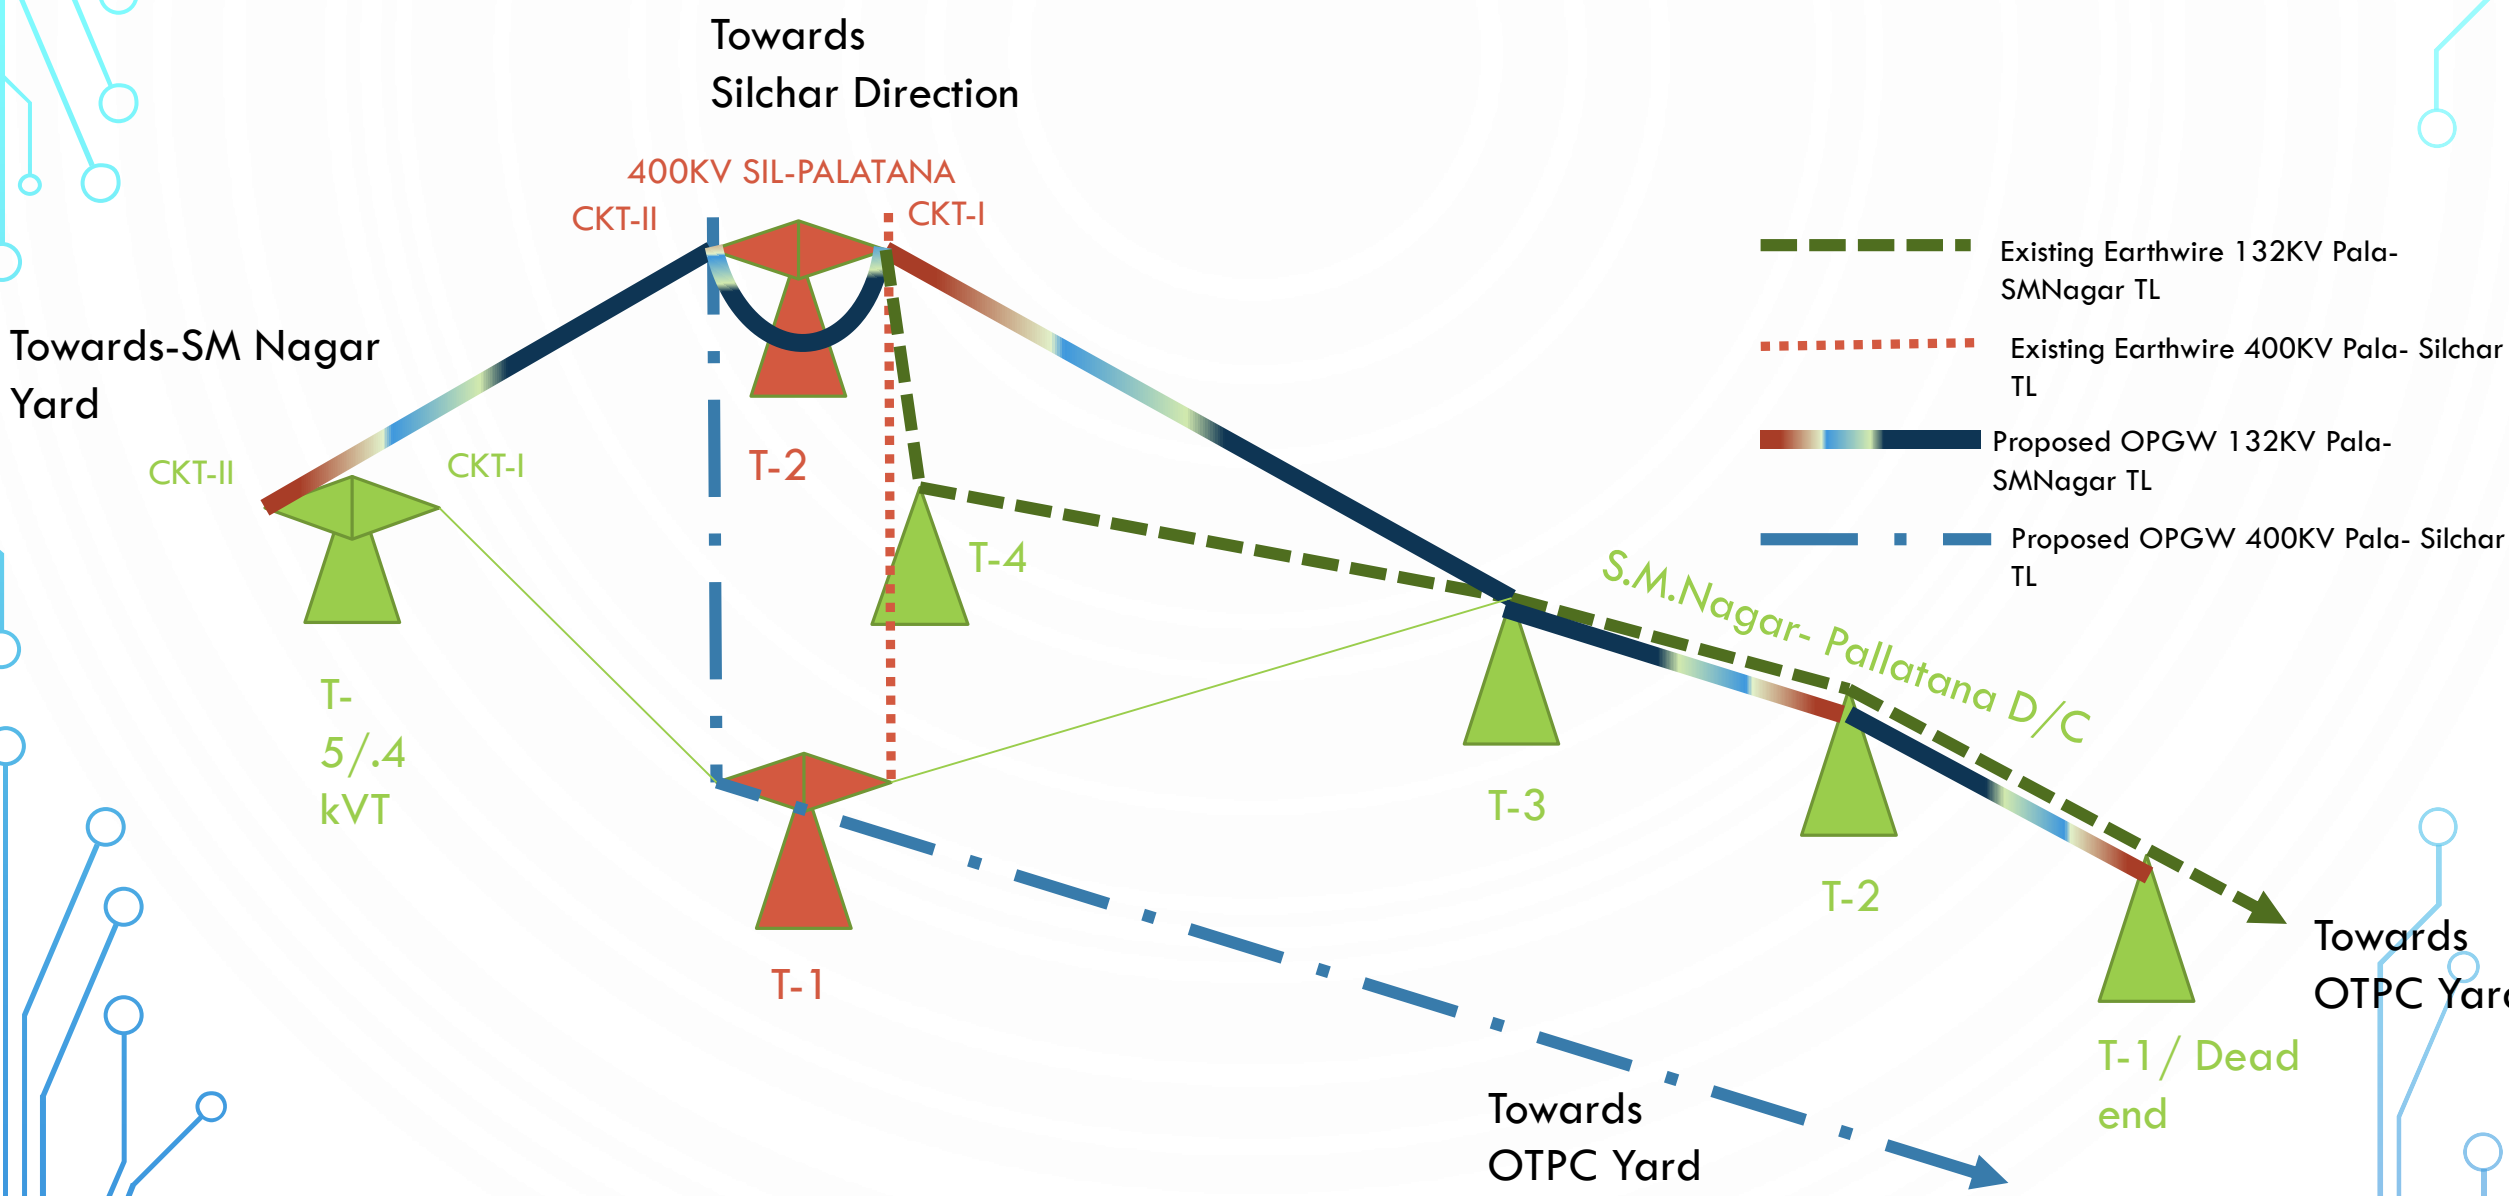 Towards
Silchar Direction
400KV SIL-PALATANA
CKT-II
CKT-I
Existing Earthwire 132KV Pala-
SMNagar TL
Existing Earthwire 400KV Pala- Silchar
TL
Proposed OPGW 132KV Pala-
SMNagar TL
Proposed OPGW 400KV Pala- Silchar
TL
Towards-SM Nagar
Yard
CKT-II
CKT-I
T-2
T-4
S.M.Nagar- Pallatana D/C
T-
5/.4
kVT
T-3
T-2
T-1
Towards
OTPC Yard
T-1/ Dead
end
Towards
OTPC Yard